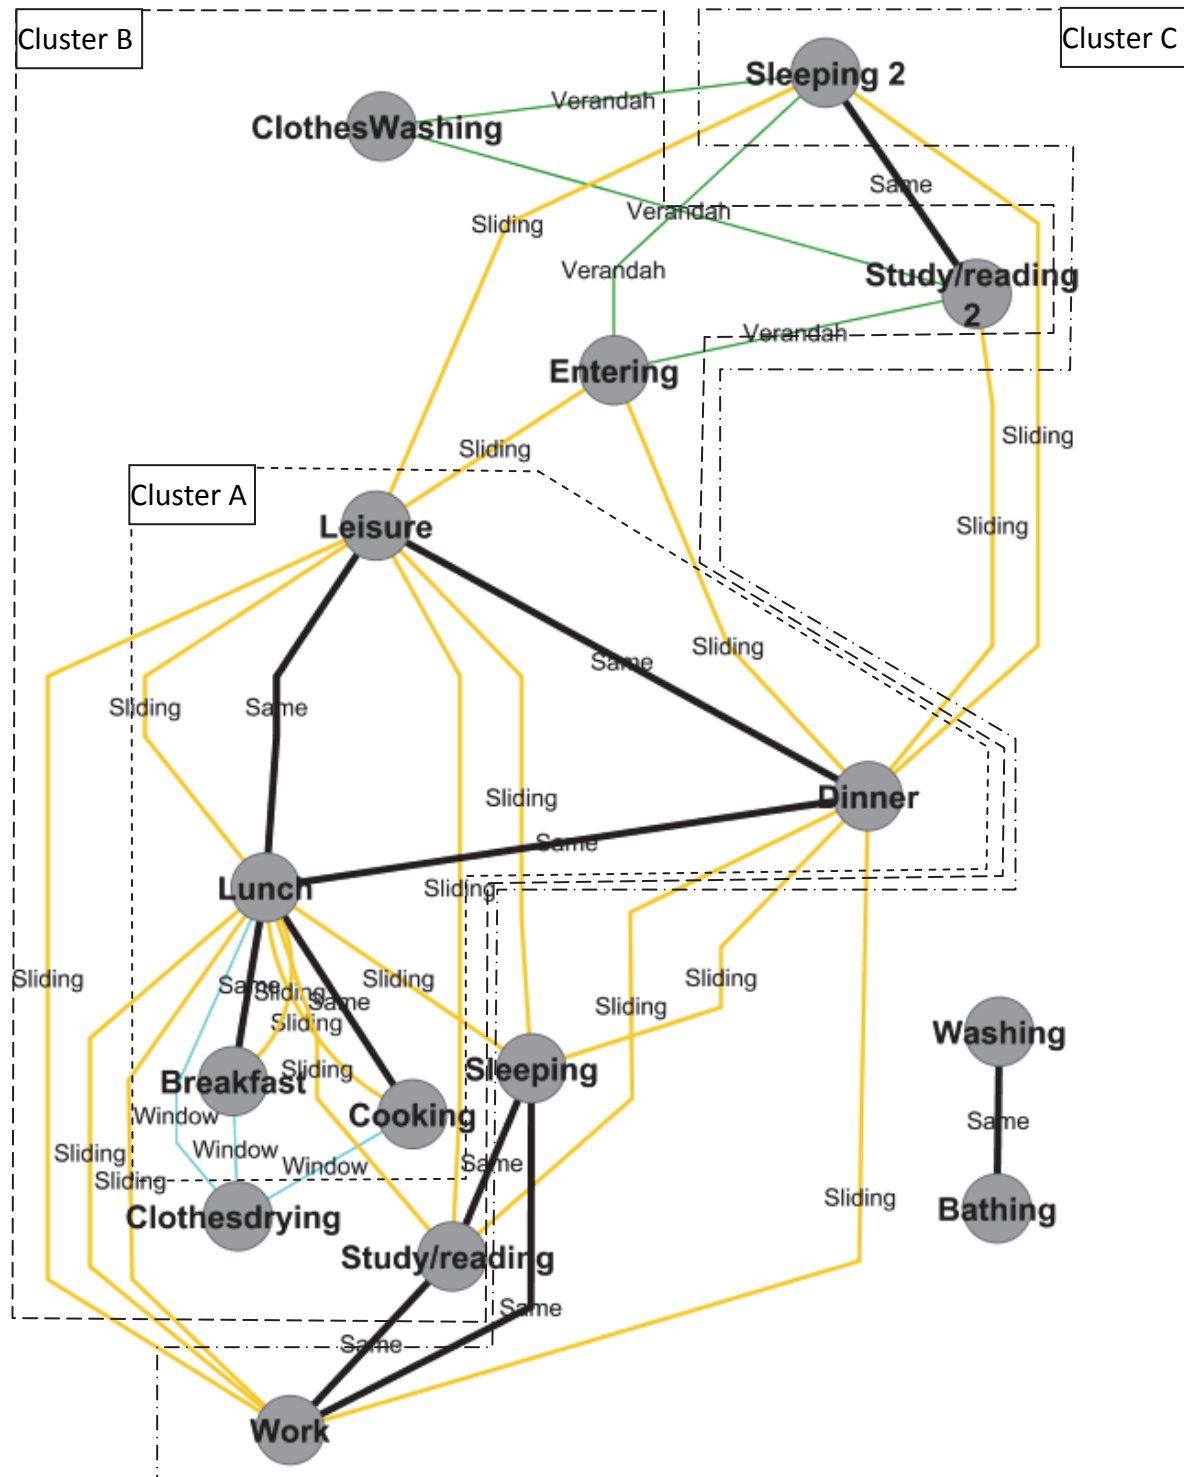 Cluster B
Cluster C
Sleeping 2
Verandah
ClothesWashing
Same
Verandah
Sliding
Verandah
Study/reading
2
Verandah
Entering
Sliding
Sliding
Cluster A
Leisure
Sliding
Sliding
Same
Sliding
Same
Sliding
Dinner
Same
Lunch
Sliding
Sliding
Sliding
Sliding
Same
Sliding
Same
Sliding
Sliding
Washing
Sliding
Sleeping
Breakfast
Cooking
Window
Same
Window
Sliding
Same
Window
Sliding
Sliding
Bathing
Clothesdrying
Study/reading
Same
Same
Work